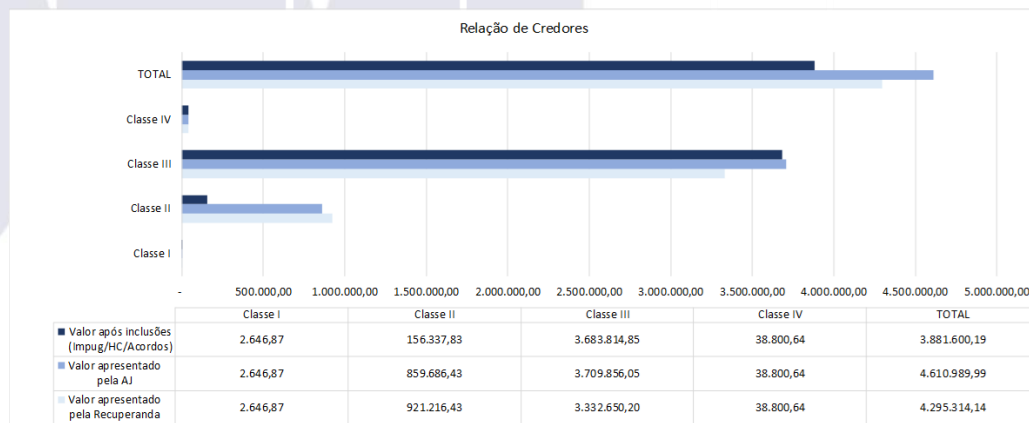 Relação de Credores
TOTAL
Classe IV
Classe III
Classe II
Classe I
- 500.000,00 1.000.000,00 1.500.000,00 2.000.000,00 2.500.000,00 3.000.000,00 3.500.000,00 4.000.000,00 4.500.000,00 5.000.000,00
Classe I Classe II Classe III Classe IV TOTAL
Valor após inclusões
(Impug/HC/Acordos) 2.646,87 156.337,83 3.683.814,85 38.800,64 3.881.600,19
Valor apresentado
pela AJ 2.646,87 859.686,43 3.709.856,05 38.800,64 4.610.989,99
Valor apresentado
pela Recuperanda 2.646,87 921.216,43 3.332.650,20 38.800,64 4.295.314,14